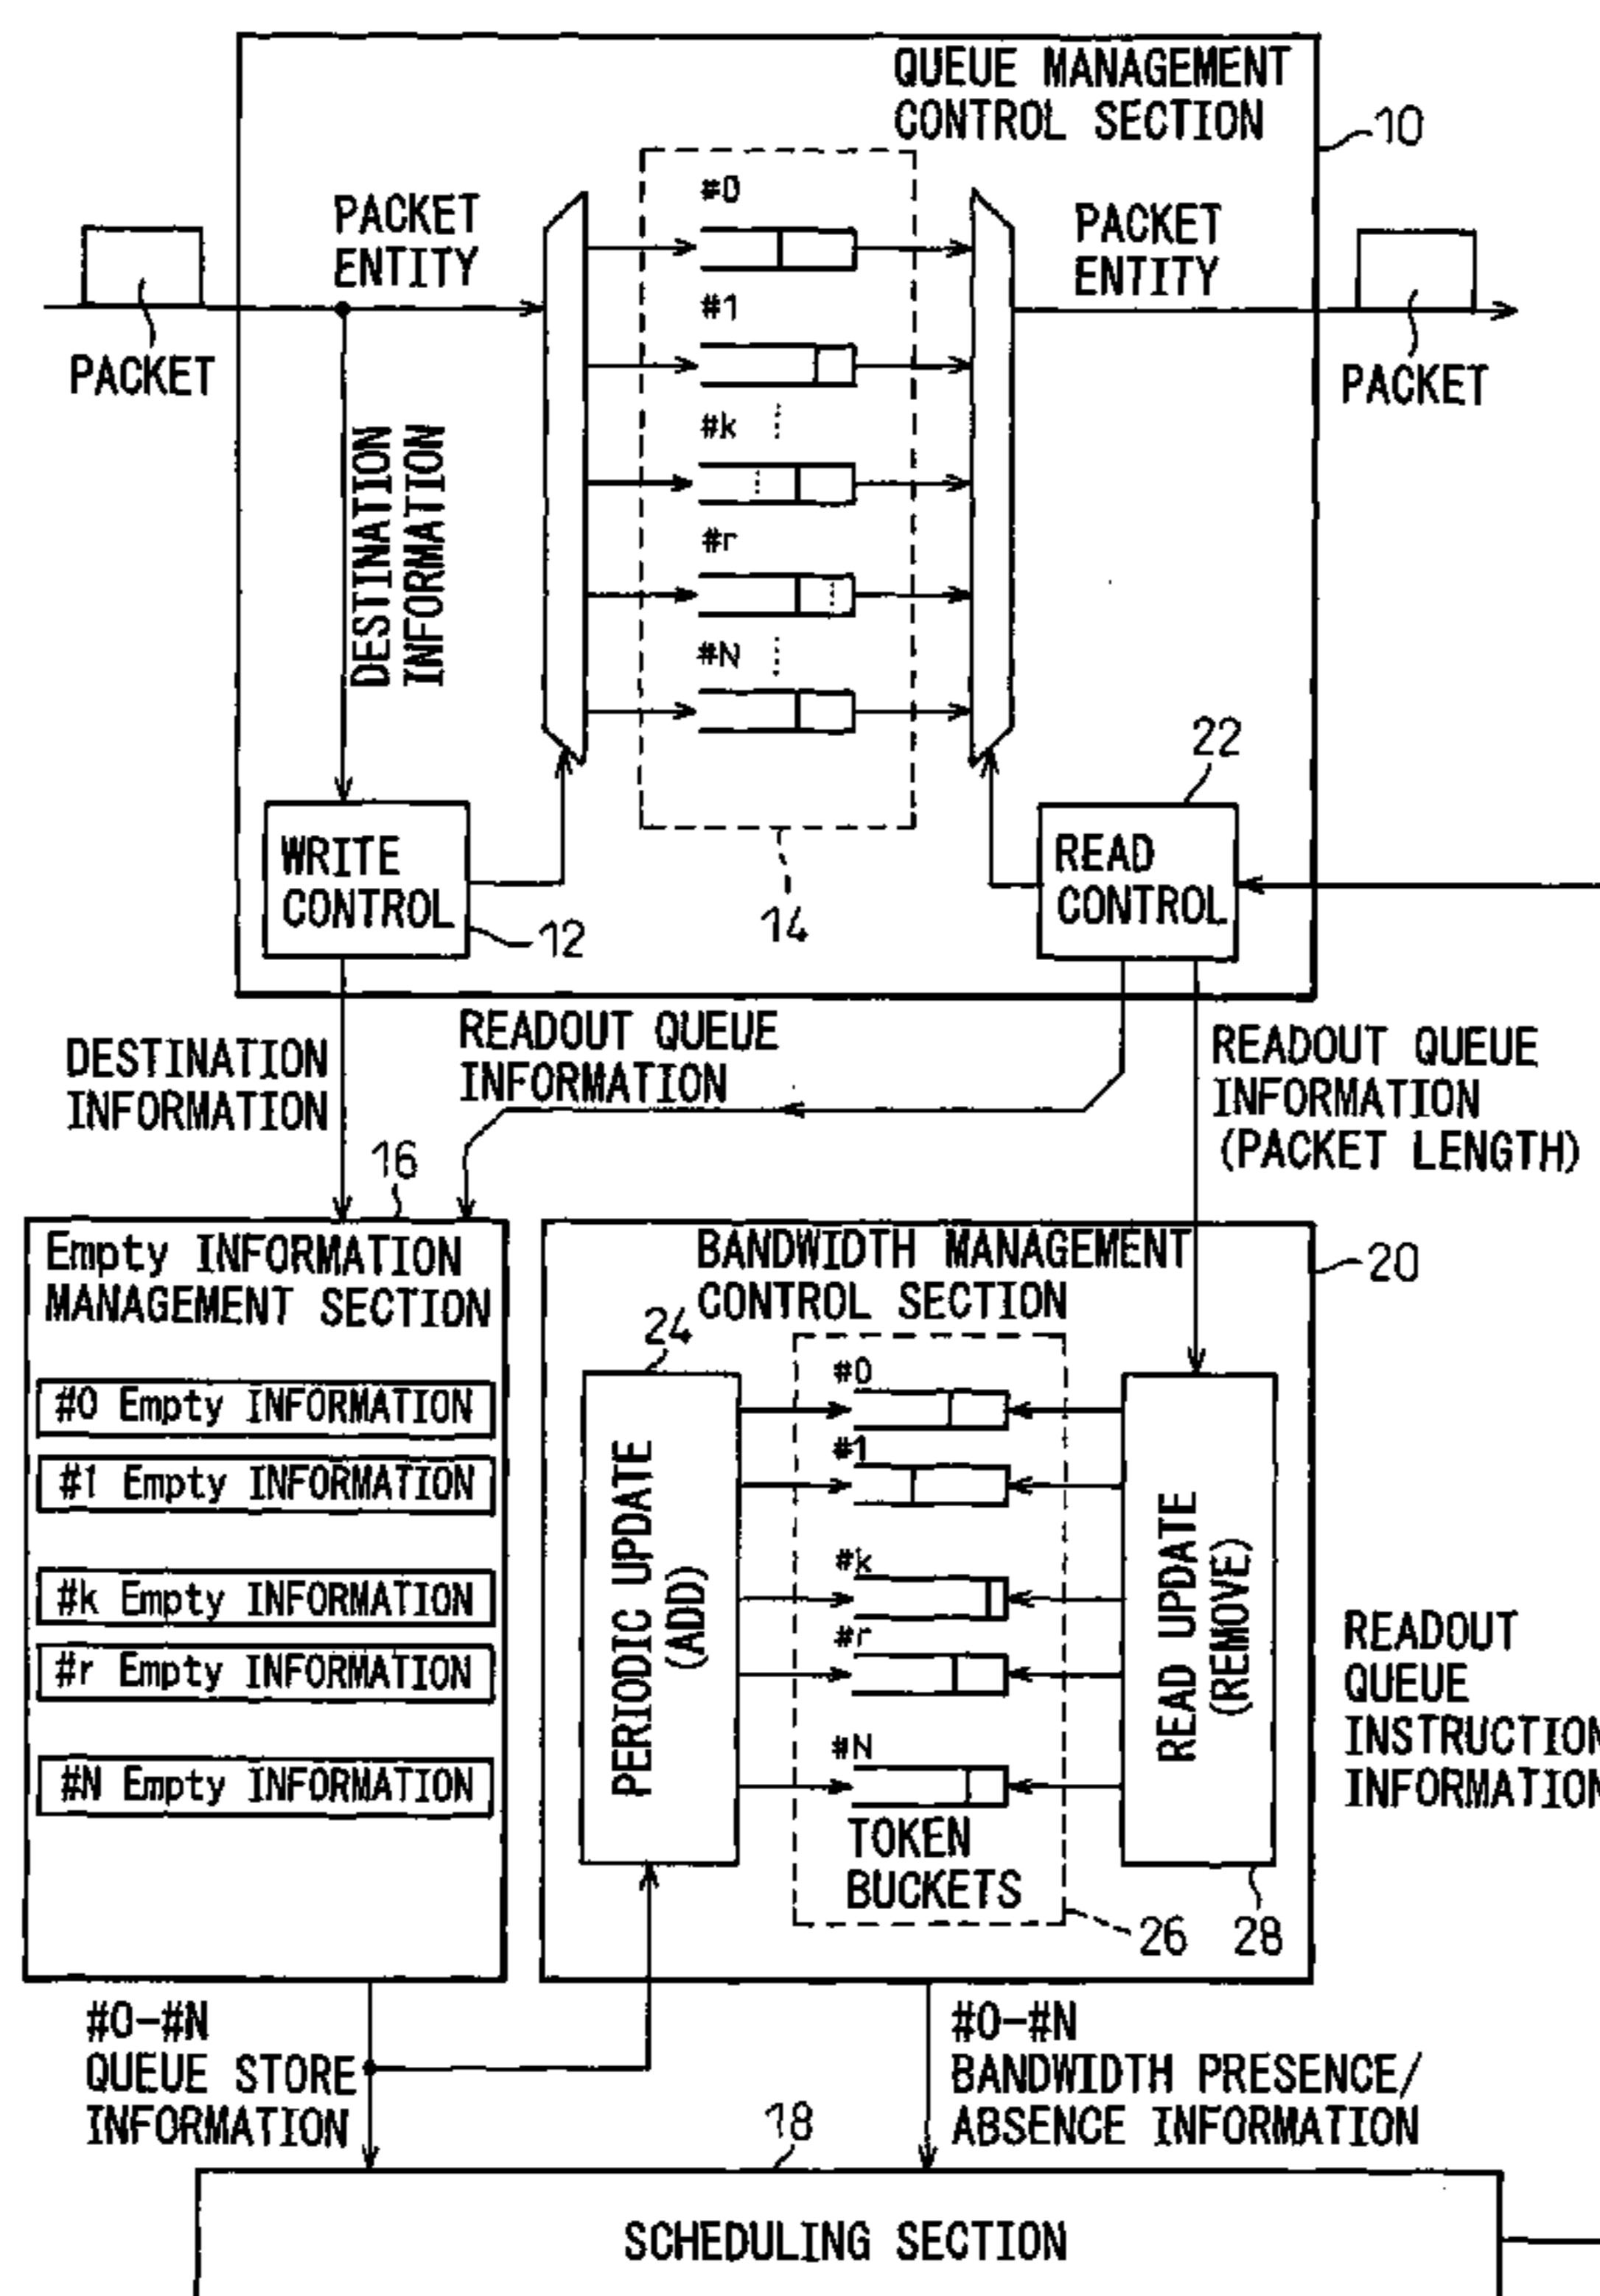 QUEUE MANAGEMENT
CONTROL SECTION
10
PACKET
ENTITY
PACKET
#0
#1
#k
#r
#N
PACKET
ENTITY
PACKET
DESTINATION
INFORMATION
WRITE
CONTROL
12
14
22
READ
CONTROL
DESTINATION
INFORMATION
READOUT QUEUE
INFORMATION
READOUT QUEUE
INFORMATION
(PACKET LENGTH)
16
Empty INFORMATION
MANAGEMENT SECTION
#0 Empty INFORMATION
#1 Empty INFORMATION
#k Empty INFORMATION
#r Empty INFORMATION
#N Empty INFORMATION
BANDWIDTH MANAGEMENT
CONTROL SECTION
20
24
PERIODIC UPDATE
(ADD)
#0
#1
#k
#r
#N
TOKEN
BUCKETS
26
READ UPDATE
(REMOVE)
28
READOUT
QUEUE
INSTRUCTION
INFORMATION
#0-#N
QUEUE STORE
INFORMATION
#0-#N
BANDWIDTH PRESENCE/
ABSENCE INFORMATION
18
SCHEDULING SECTION